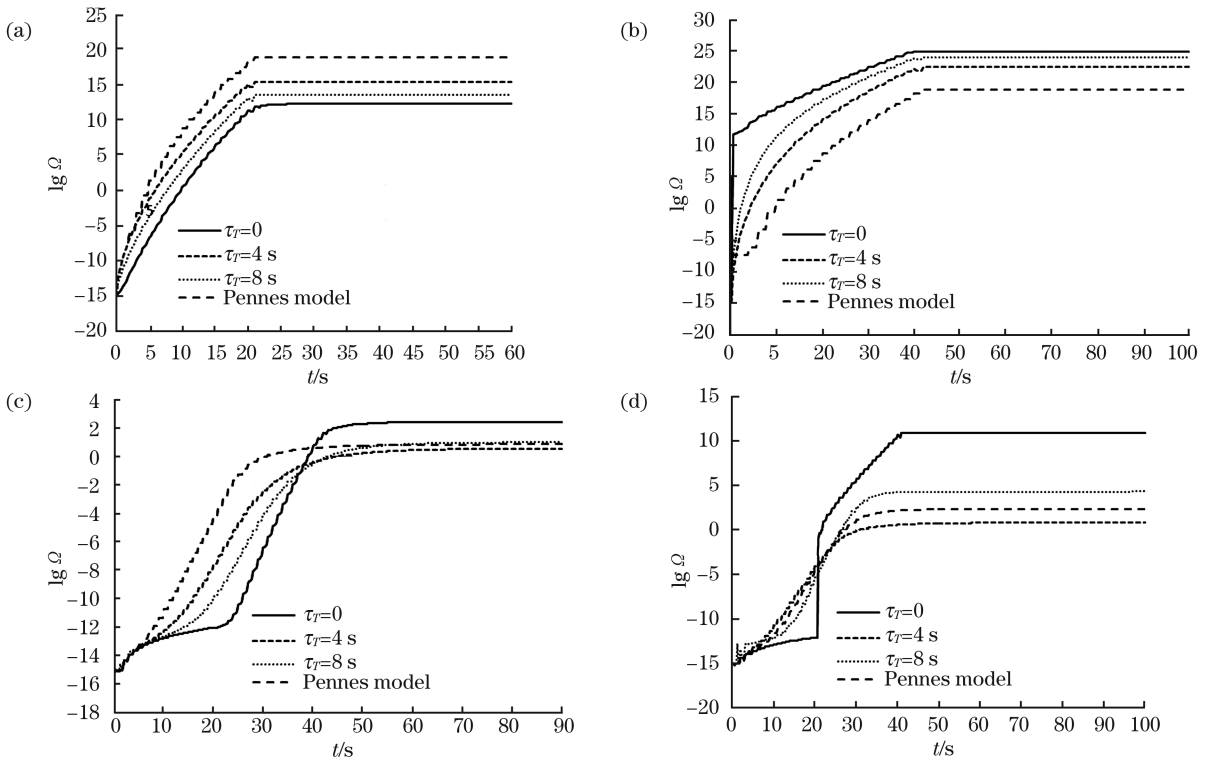 (a)
25
20
15
10
5
0
−5
−10
−15
−20
lg Ω
τT=0
τT=4 s
τT=8 s
Pennes model
0 5 10 15 20 25 30 35 40 45 50 55 60
t/s
(b)
30
25
20
15
10
5
0
−5
−10
−15
−20
lg Ω
τT=0
τT=4 s
τT=8 s
Pennes model
0 5 20 30 40 50 60 70 80 90 100
t/s
(c)
4
2
0
−2
−4
−6
−8
−10
−12
−14
−16
−18
lg Ω
τT=0
τT=4 s
τT=8 s
Pennes model
0 10 20 30 40 50 60 70 80 90
t/s
(d)
15
10
5
0
−5
−10
−15
−20
lg Ω
τT=0
τT=4 s
τT=8 s
Pennes model
0 10 20 30 40 50 60 70 80 90 100
t/s